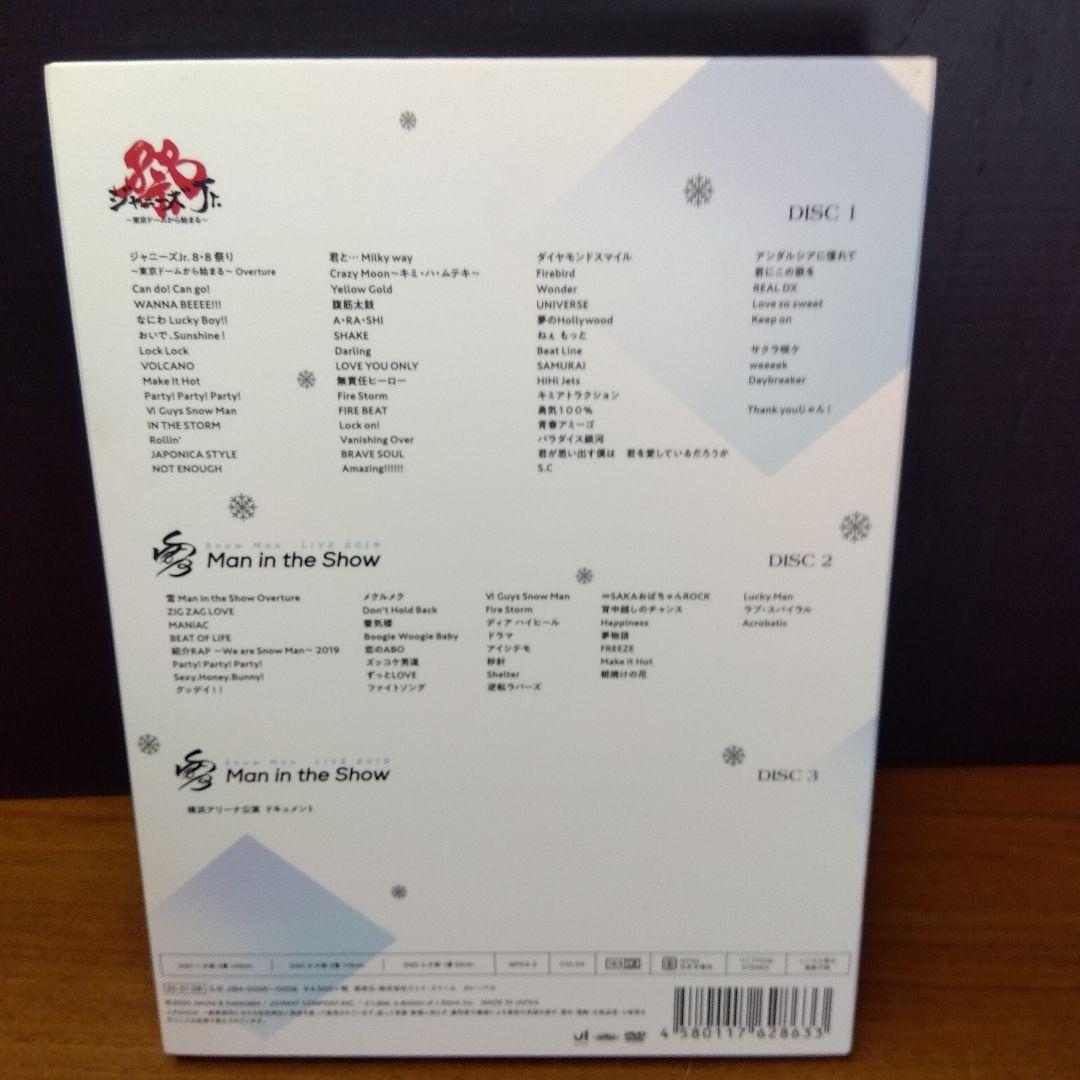 祭
ジャニーズJr.
～東京ドームから始まる～
DISC 1
ジャニーズJr. 8・8 祭り
～東京ドームから始まる～ Overture
Can do! Can go!
WANNA BEEEE!!!
なにわ Lucky Boy!!
おいで、Sunshine!
Lock Lock
VOLCANO
Make It Hot
Party! Party! Party!
VI Guys Snow Man
IN THE STORM
Rollin'
JAPONICA STYLE
NOT ENOUGH
君と… Milky way
Crazy Moon～キミ・ハ・ムテキ～
Yellow Gold
腹筋太鼓
A・RA・SHI
SHAKE
Darling
LOVE YOU ONLY
無責任ヒーロー
Fire Storm
FIRE BEAT
Lock on!
Vanishing Over
BRAVE SOUL
Amazing!!!!!!
ダイヤモンドスマイル
Firebird
Wonder
UNIVERSE
夢のHollywood
ねぇ もっと
Beat Line
SAMURAI
HiHi Jets
キミアトラクション
勇気100%
青春アミーゴ
パラダイス銀河
君が思い出す僕は 君を愛しているだろうか
S.C
アンダルシアに憧れて
君にこの歌を
REAL DX
Love so sweet
Keep on
サクラ咲ケ
weeeek
Daybreaker
Thank youじゃん!
Snow Man LIVE 2019
Man in the Show
DISC 2
雪 Man in the Show Overture
ZIG ZAG LOVE
MANIAC
BEAT OF LIFE
紹介RAP ～We are Snow Man～ 2019
Party! Party! Party!
Sexy.Honey.Bunny!
グッデイ!!
メクルメク
Don't Hold Back
蜃気楼
Boogie Woogie Baby
恋のABO
ズッコケ男道
ずっとLOVE
ファイトソング
VI Guys Snow Man
Fire Storm
ディア ハイヒール
ドラマ
アイシテモ
秒針
Shelter
逆転ラバーズ
∞SAKAおばちゃんROCK
背中越しのチャンス
Happiness
夢物語
FREEZE
Make It Hot
朝焼けの花
Lucky Man
ラブ・スパイラル
Acrobatic
Snow Man LIVE 2019
Man in the Show
DISC 3
横浜アリーナ公演 ドキュメント
MPEG-2
COLOR
4 580117 628633